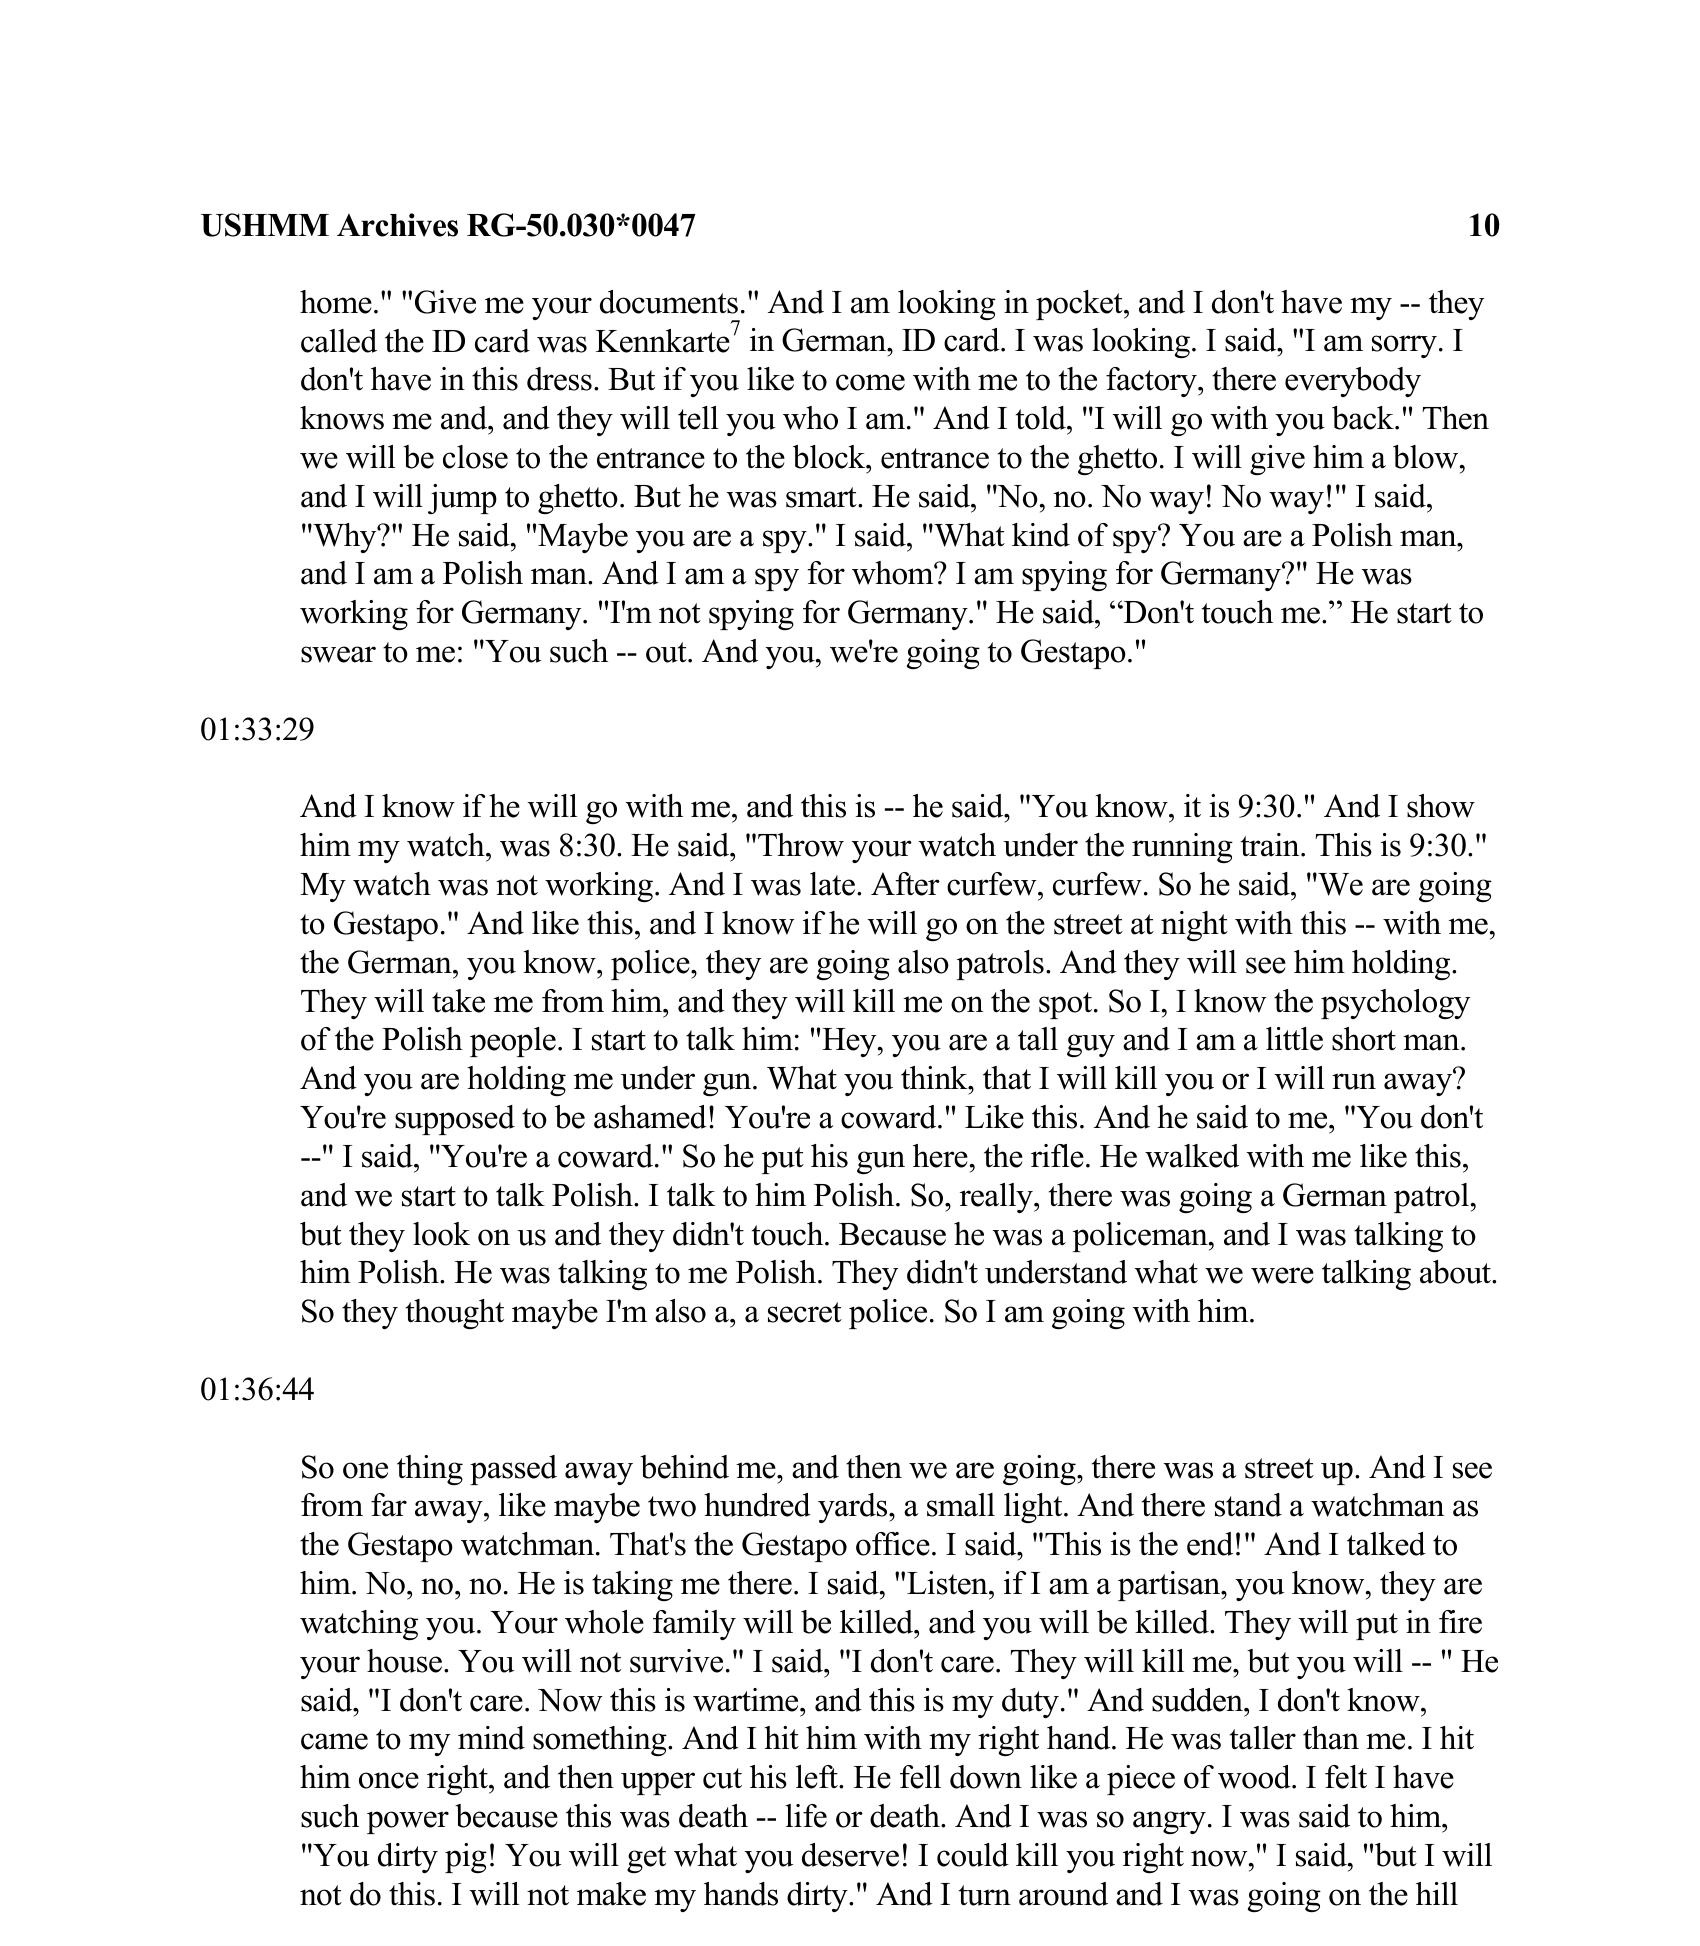 USHMM Archives RG-50.030*0047 10
home." "Give me your documents." And I am looking in pocket, and I don't have my -- they
called the ID card was Kennkarte7 in German, ID card. I was looking. I said, "I am sorry. I
don't have in this dress. But if you like to come with me to the factory, there everybody
knows me and, and they will tell you who I am." And I told, "I will go with you back." Then
we will be close to the entrance to the block, entrance to the ghetto. I will give him a blow,
and I will jump to ghetto. But he was smart. He said, "No, no. No way! No way!" I said,
"Why?" He said, "Maybe you are a spy." I said, "What kind of spy? You are a Polish man,
and I am a Polish man. And I am a spy for whom? I am spying for Germany?" He was
working for Germany. "I'm not spying for Germany." He said, “Don't touch me.” He start to
swear to me: "You such -- out. And you, we're going to Gestapo."
01:33:29
And I know if he will go with me, and this is -- he said, "You know, it is 9:30." And I show
him my watch, was 8:30. He said, "Throw your watch under the running train. This is 9:30."
My watch was not working. And I was late. After curfew, curfew. So he said, "We are going
to Gestapo." And like this, and I know if he will go on the street at night with this -- with me,
the German, you know, police, they are going also patrols. And they will see him holding.
They will take me from him, and they will kill me on the spot. So I, I know the psychology
of the Polish people. I start to talk him: "Hey, you are a tall guy and I am a little short man.
And you are holding me under gun. What you think, that I will kill you or I will run away?
You're supposed to be ashamed! You're a coward." Like this. And he said to me, "You don't
--" I said, "You're a coward." So he put his gun here, the rifle. He walked with me like this,
and we start to talk Polish. I talk to him Polish. So, really, there was going a German patrol,
but they look on us and they didn't touch. Because he was a policeman, and I was talking to
him Polish. He was talking to me Polish. They didn't understand what we were talking about.
So they thought maybe I'm also a, a secret police. So I am going with him.
01:36:44
So one thing passed away behind me, and then we are going, there was a street up. And I see
from far away, like maybe two hundred yards, a small light. And there stand a watchman as
the Gestapo watchman. That's the Gestapo office. I said, "This is the end!" And I talked to
him. No, no, no. He is taking me there. I said, "Listen, if I am a partisan, you know, they are
watching you. Your whole family will be killed, and you will be killed. They will put in fire
your house. You will not survive." I said, "I don't care. They will kill me, but you will -- " He
said, "I don't care. Now this is wartime, and this is my duty." And sudden, I don't know,
came to my mind something. And I hit him with my right hand. He was taller than me. I hit
him once right, and then upper cut his left. He fell down like a piece of wood. I felt I have
such power because this was death -- life or death. And I was so angry. I was said to him,
"You dirty pig! You will get what you deserve! I could kill you right now," I said, "but I will
not do this. I will not make my hands dirty." And I turn around and I was going on the hill